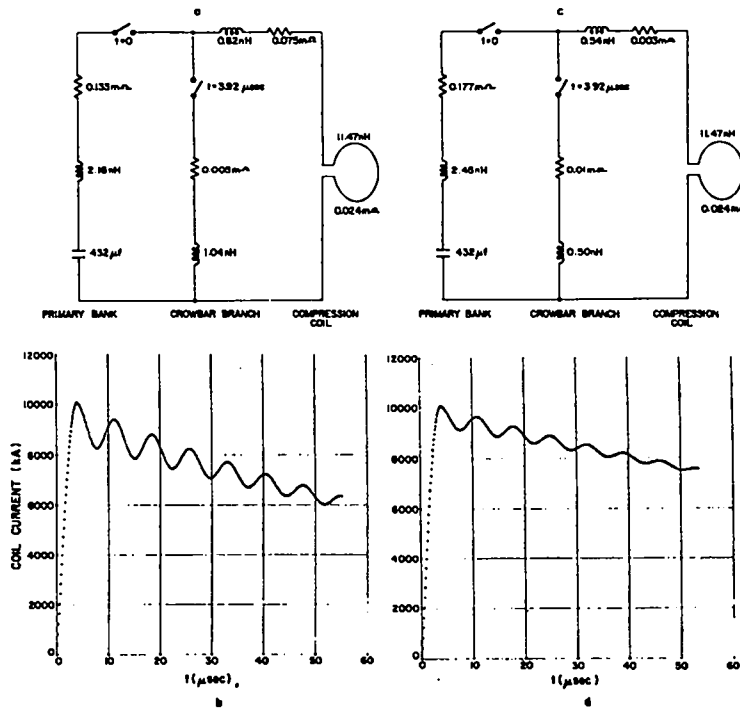 a
t=0
0.62nH
0.075mΩ
0.133mΩ
t=3.92 μsec
11.47nH
2.16nH
0.005mΩ
0.024mΩ
432μf
1.04nH
PRIMARY BANK
CROWBAR BRANCH
COMPRESSION
COIL
c
t=0
0.54nH
0.003mΩ
0.177mΩ
t=3.92 μsec
11.47nH
2.46nH
0.01mΩ
0.024mΩ
432μf
0.50nH
PRIMARY BANK
CROWBAR BRANCH
COMPRESSION
COIL
COIL CURRENT (kA)
12000
10000
8000
6000
4000
2000
0
0
10
20
30
40
50
60
t(μsec)
b
12000
10000
8000
6000
4000
2000
0
0
10
20
30
40
50
60
t(μsec)
d